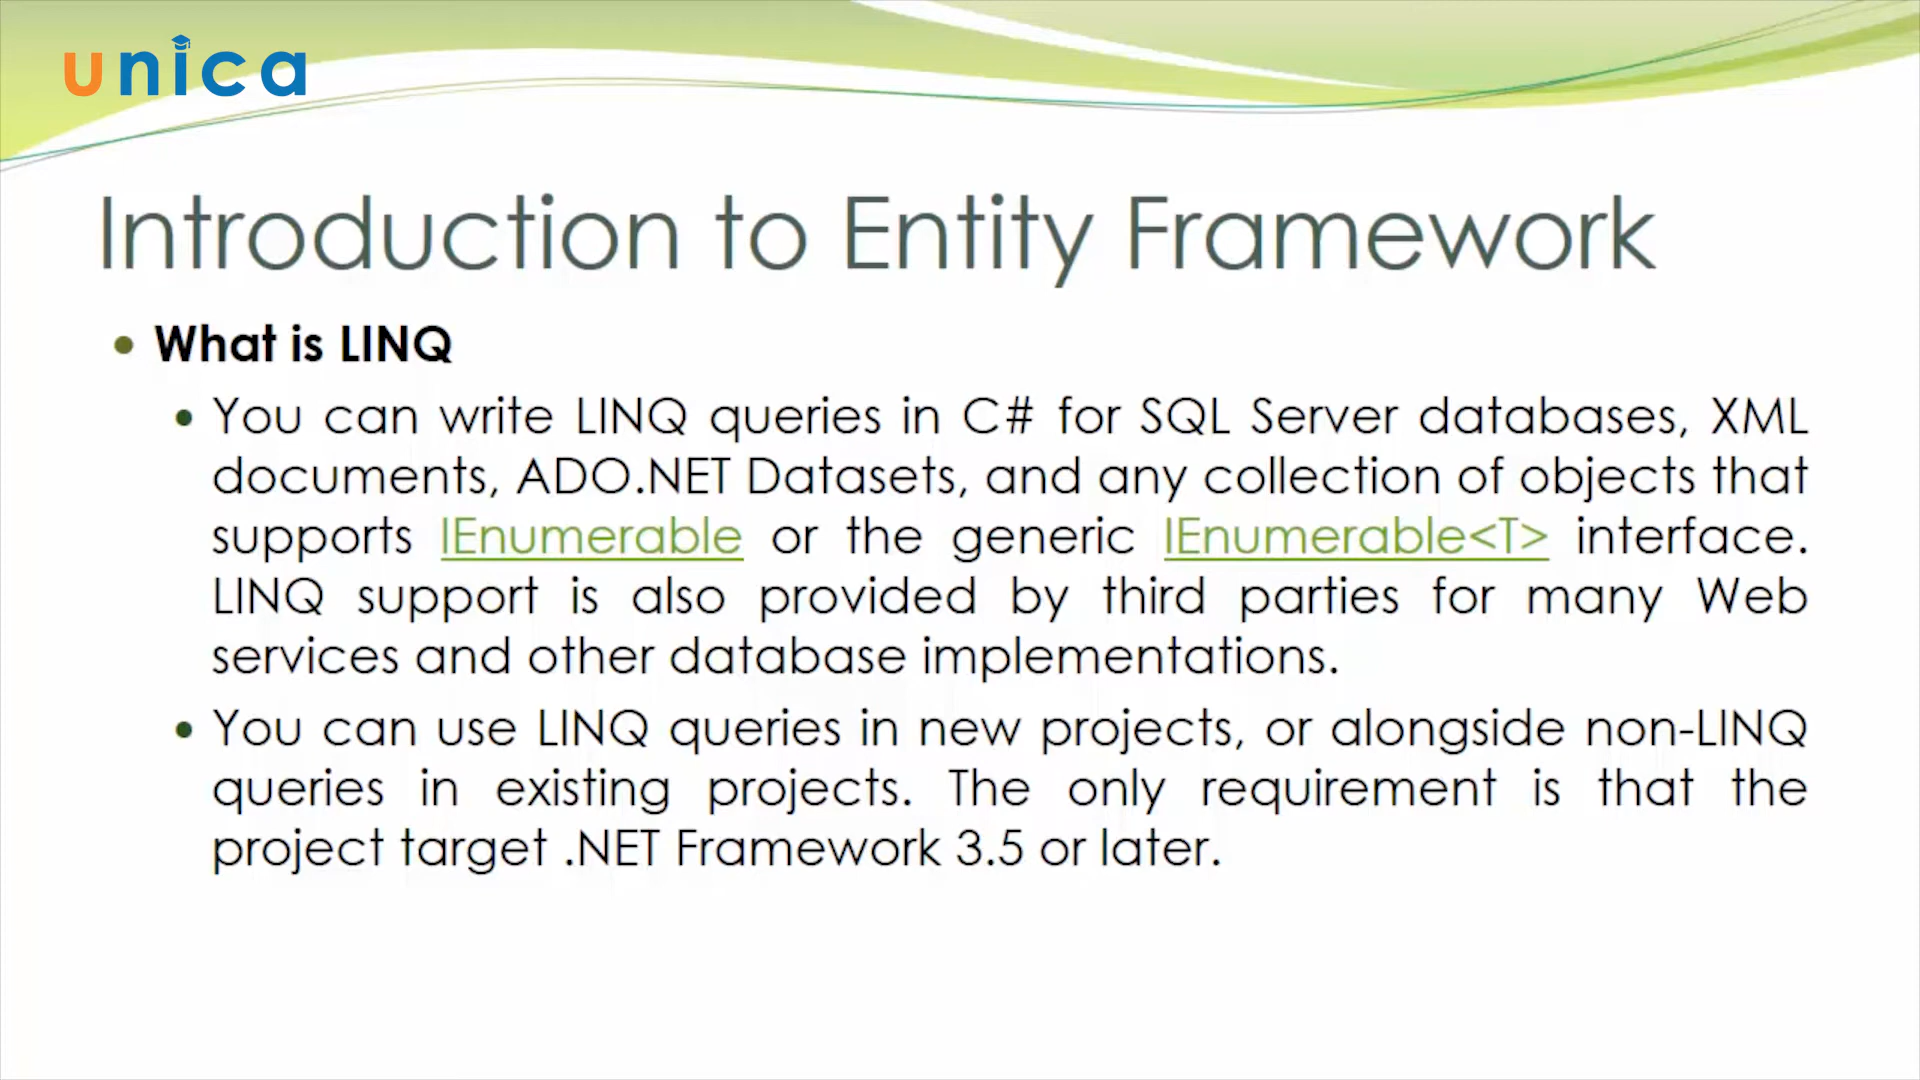 unica
Introduction to Entity Framework
• What is LINQ
• You can write LINQ queries in C# for SQL Server databases, XML
documents, ADO.NET Datasets, and any collection of objects that
supports IEnumerable or the generic IEnumerable<T> interface.
LINQ support is also provided by third parties for many Web
services and other database implementations.
• You can use LINQ queries in new projects, or alongside non-LINQ
queries in existing projects. The only requirement is that the
project target .NET Framework 3.5 or later.